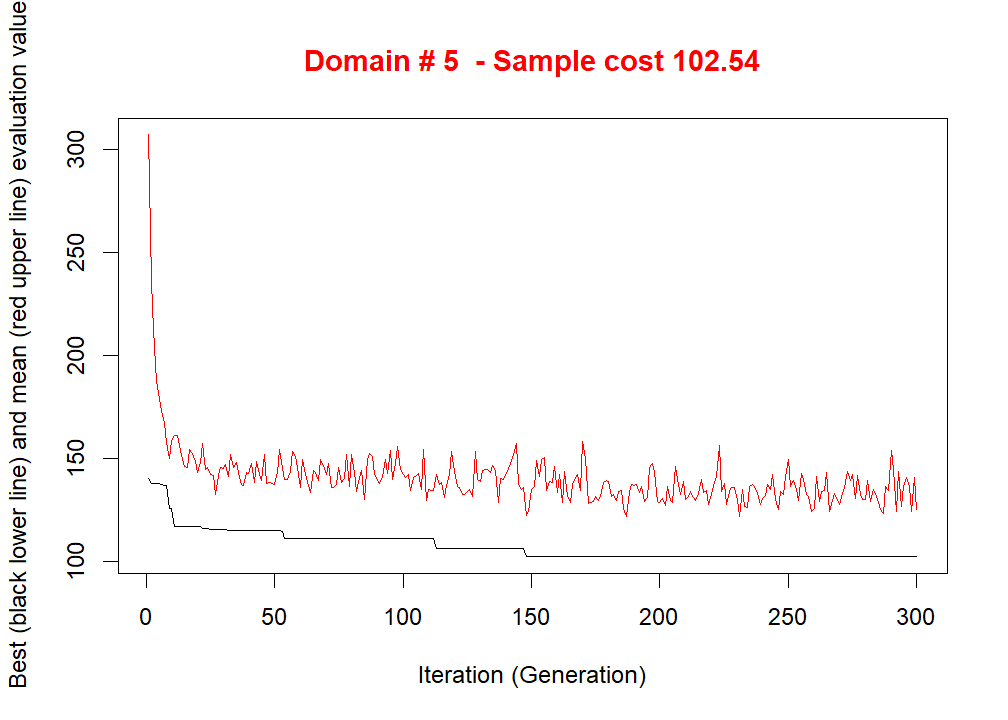 Domain # 5  - Sample cost 102.54
Best (black lower line) and mean (red upper line) evaluation value
300
250
200
150
100
0 50 100 150 200 250 300
Iteration (Generation)